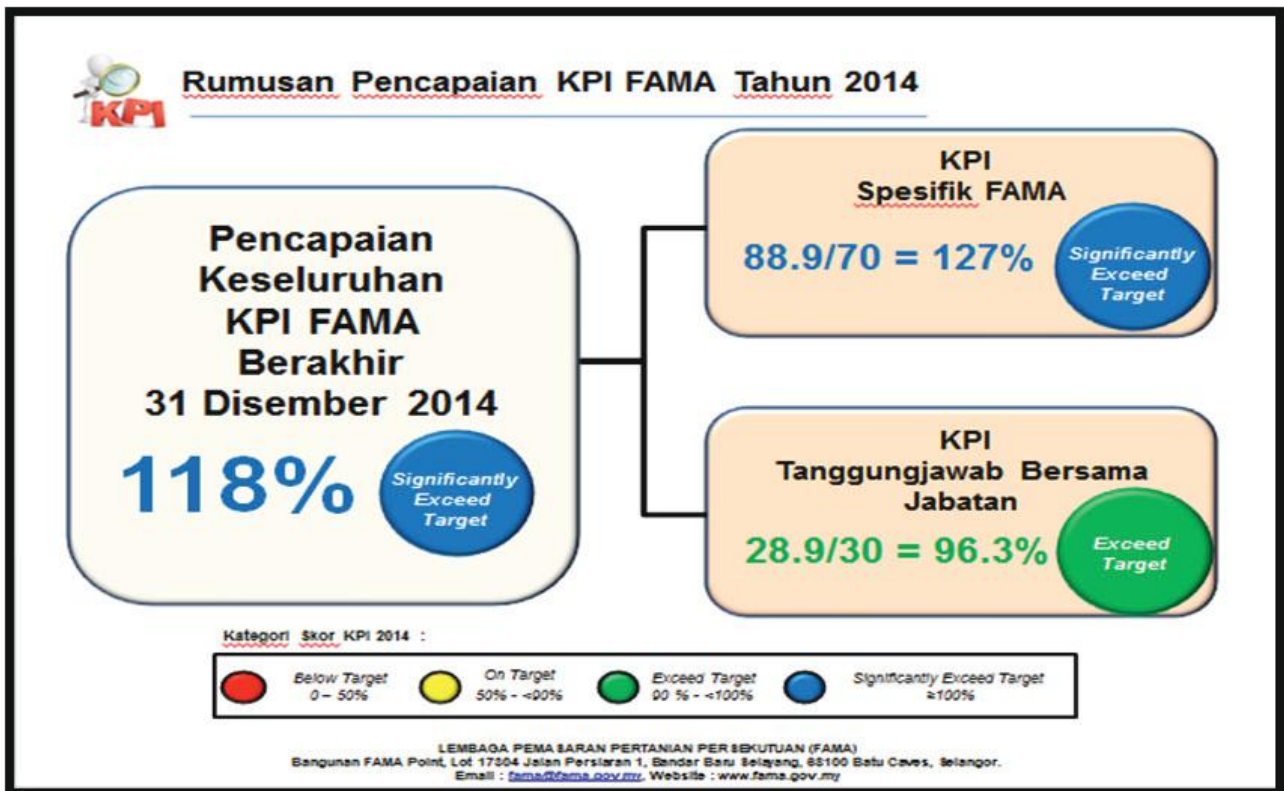 KPI
Rumusan Pencapaian KPI FAMA Tahun 2014
Pencapaian
Keseluruhan
KPI FAMA
Berakhir
31 Disember 2014
118%
Significantly
Exceed
Target
KPI
Spesifik FAMA
88.9/70 = 127%
Significantly
Exceed
Target
KPI
Tanggungjawab Bersama
Jabatan
28.9/30 = 96.3%
Exceed
Target
Kategori Skor KPI 2014 :
Below Target
0 – 50%
On Target
50% - <90%
Exceed Target
90 % - <100%
Significantly Exceed Target
≥100%
LEMBAGA PEMASARAN PERTANIAN PERSEKUTUAN (FAMA)
Bangunan FAMA Point, Lot 17304 Jalan Persiaran 1, Bandar Baru Selayang, 68100 Batu Caves, Selangor.
Email : fama@fama.gov.my, Website : www.fama.gov.my